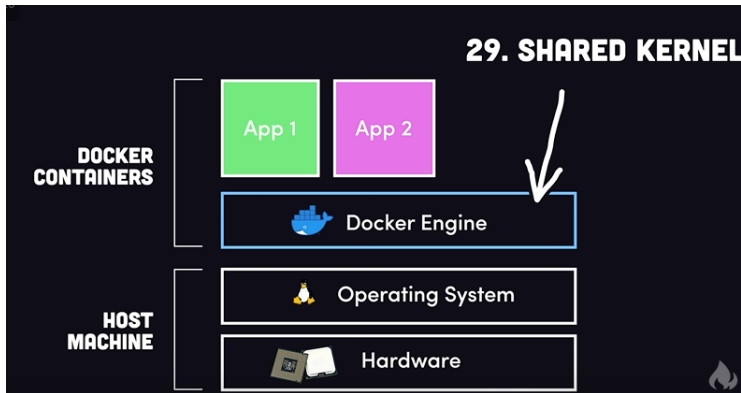 29. SHARED KERNEL
App 1
App 2
DOCKER
CONTAINERS
Docker Engine
Operating System
HOST
MACHINE
Hardware